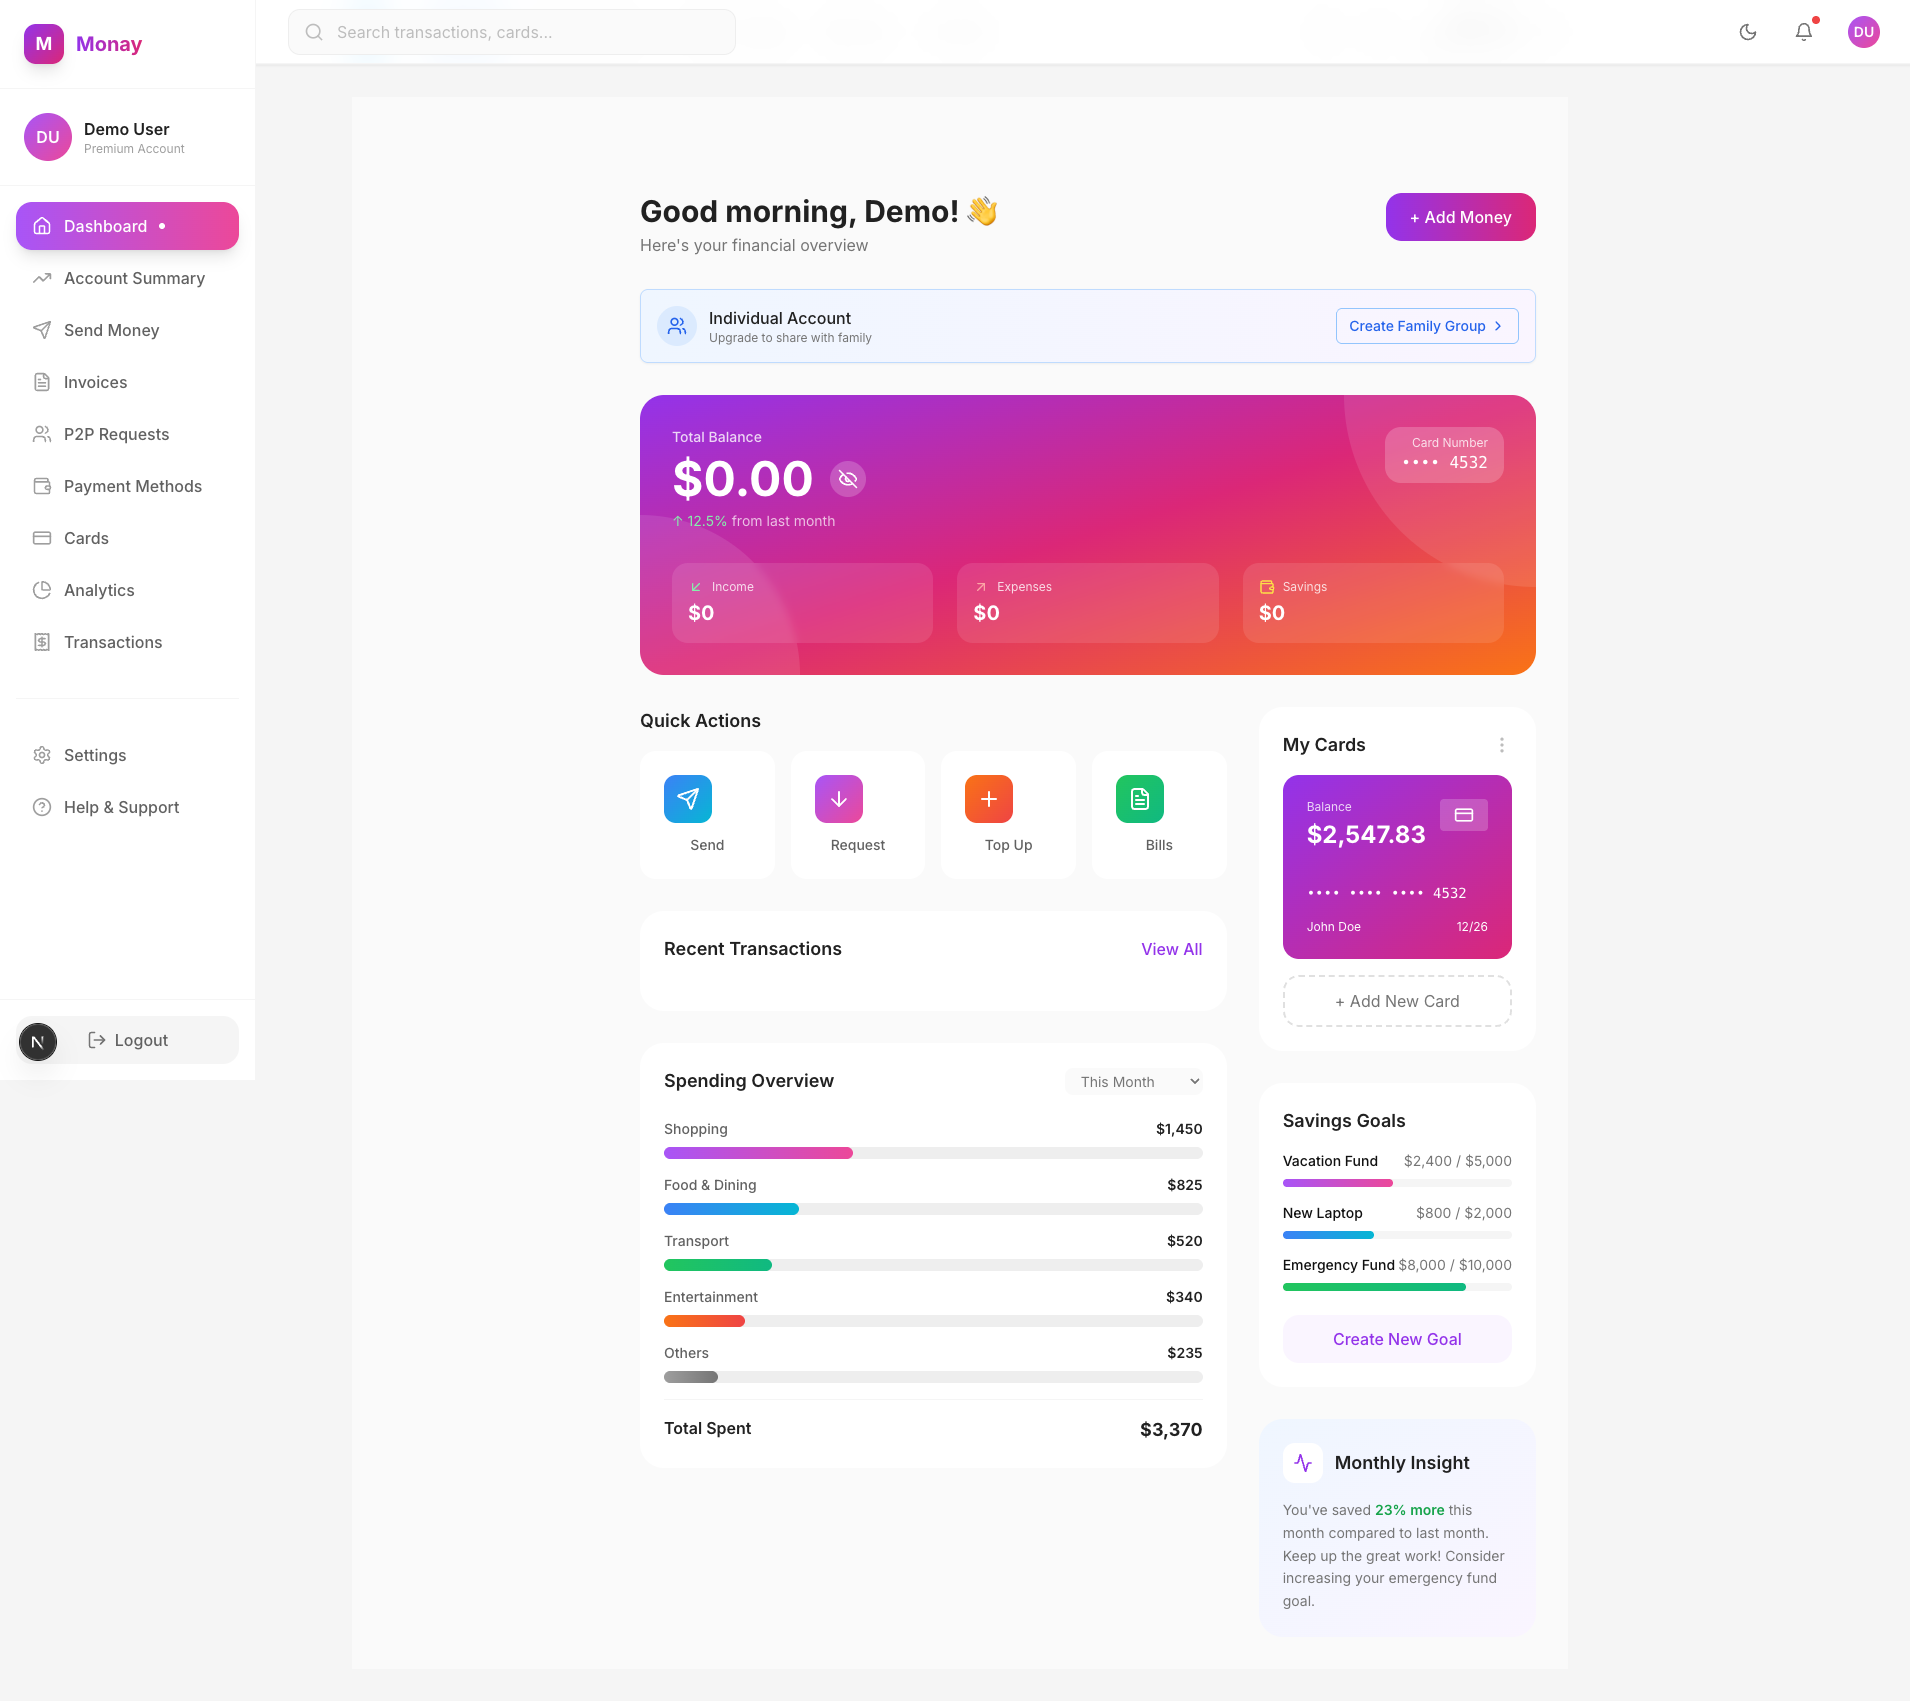 M Monay
Search transactions, cards...
DU
DU
Demo User
Premium Account
Dashboard
Account Summary
Send Money
Invoices
P2P Requests
Payment Methods
Cards
Analytics
Transactions
Settings
Help & Support
N
Logout
Good morning, Demo! 👋
Here's your financial overview
+ Add Money
Individual Account
Upgrade to share with family
Create Family Group
Total Balance
$0.00
↑ 12.5% from last month
Card Number
•••• 4532
Income
$0
Expenses
$0
Savings
$0
Quick Actions
Send
Request
Top Up
Bills
Recent Transactions
View All
Spending Overview
This Month
Shopping $1,450
Food & Dining $825
Transport $520
Entertainment $340
Others $235
Total Spent $3,370
My Cards
Balance
$2,547.83
•••• •••• •••• 4532
John Doe 12/26
+ Add New Card
Savings Goals
Vacation Fund $2,400 / $5,000
New Laptop $800 / $2,000
Emergency Fund $8,000 / $10,000
Create New Goal
Monthly Insight
You've saved 23% more this
month compared to last month.
Keep up the great work! Consider
increasing your emergency fund
goal.